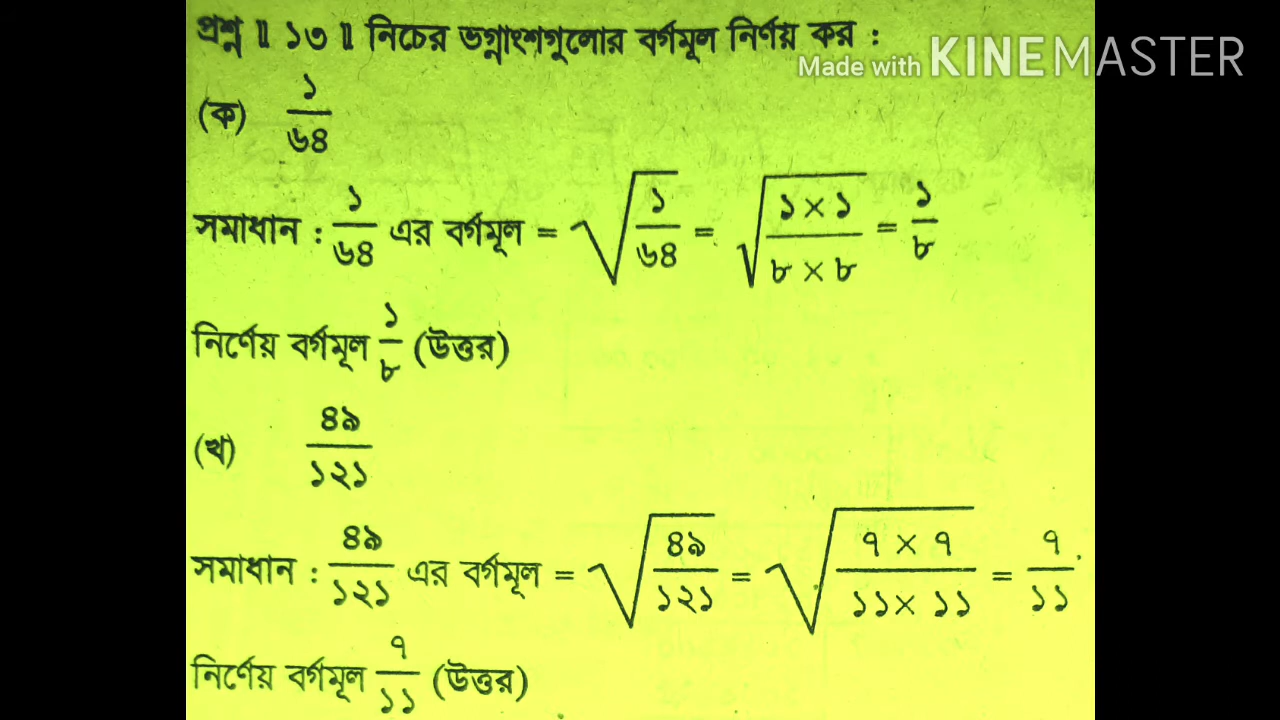 প্রশ্ন ॥ ১৩ ॥ নিচের ভগ্নাংশগুলোর বর্গমূল নির্ণয় কর :
Made with KINEMASTER
(ক) ১/৬৪
সমাধান : ১/৬৪ এর বর্গমূল = √(১/৬৪) = √((১ × ১)/(৮ × ৮)) = ১/৮
নির্ণেয় বর্গমূল ১/৮ (উত্তর)
(খ) ৪৯/১২১
সমাধান : ৪৯/১২১ এর বর্গমূল = √(৪৯/১২১) = √((৭ × ৭)/(১১× ১১)) = ৭/১১
নির্ণেয় বর্গমূল ৭/১১ (উত্তর)